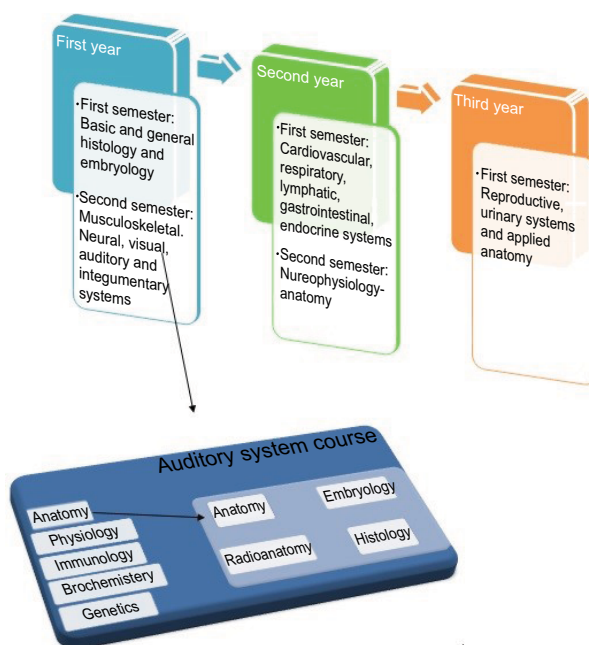 First year
·First semester:
Basic and general
histology and
embryology
·Second semester:
Musculoskeletal.
Neural, visual,
auditory and
integumentary
systems
Second year
·First semester:
Cardiovascular,
respiratory,
lymphatic,
gastrointestinal,
endocrine systems
·Second semester:
Nureophysiology-
anatomy
Third year
·First semester:
Reproductive,
urinary systems
and applied
anatomy
Auditory system course
Anatomy
Physiology
Immunology
Brochemistery
Genetics
Anatomy
Embryology
Radioanatomy
Histology